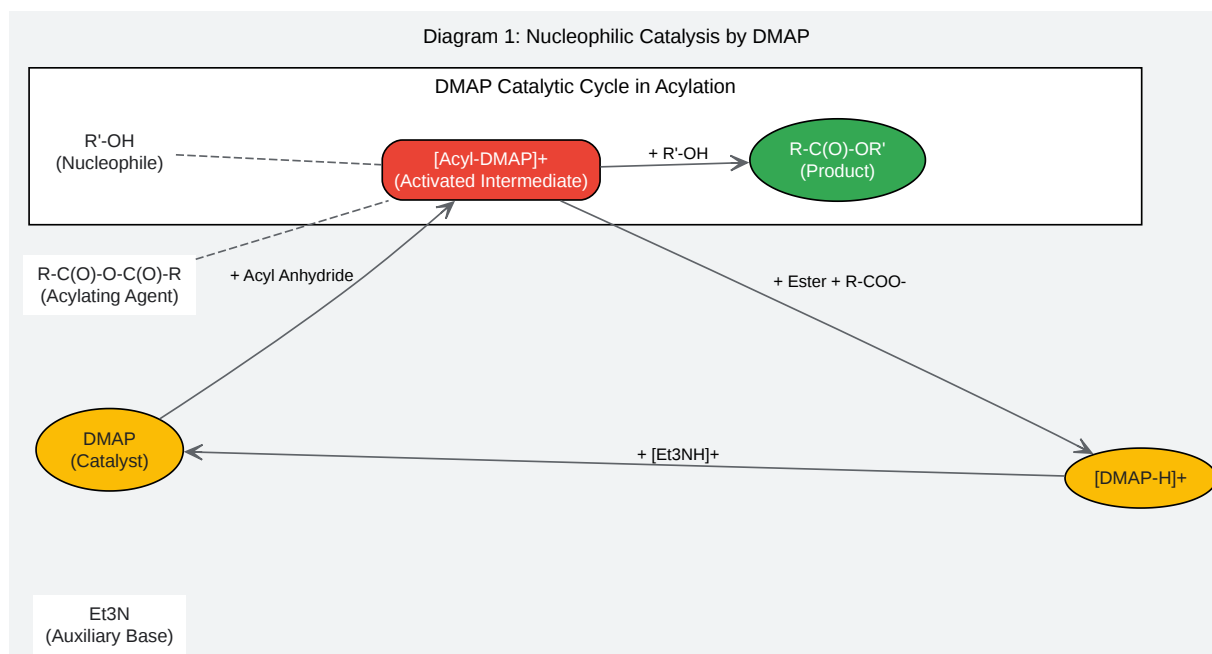 Diagram 1: Nucleophilic Catalysis by DMAP
DMAP Catalytic Cycle in Acylation
R'-OH
(Nucleophile)
[Acyl-DMAP]+
(Activated Intermediate)
+ R'-OH
R-C(O)-OR'
(Product)
R-C(O)-O-C(O)-R
(Acylating Agent)
+ Acyl Anhydride
+ Ester + R-COO-
DMAP
(Catalyst)
+ [Et3NH]+
[DMAP-H]+
Et3N
(Auxiliary Base)